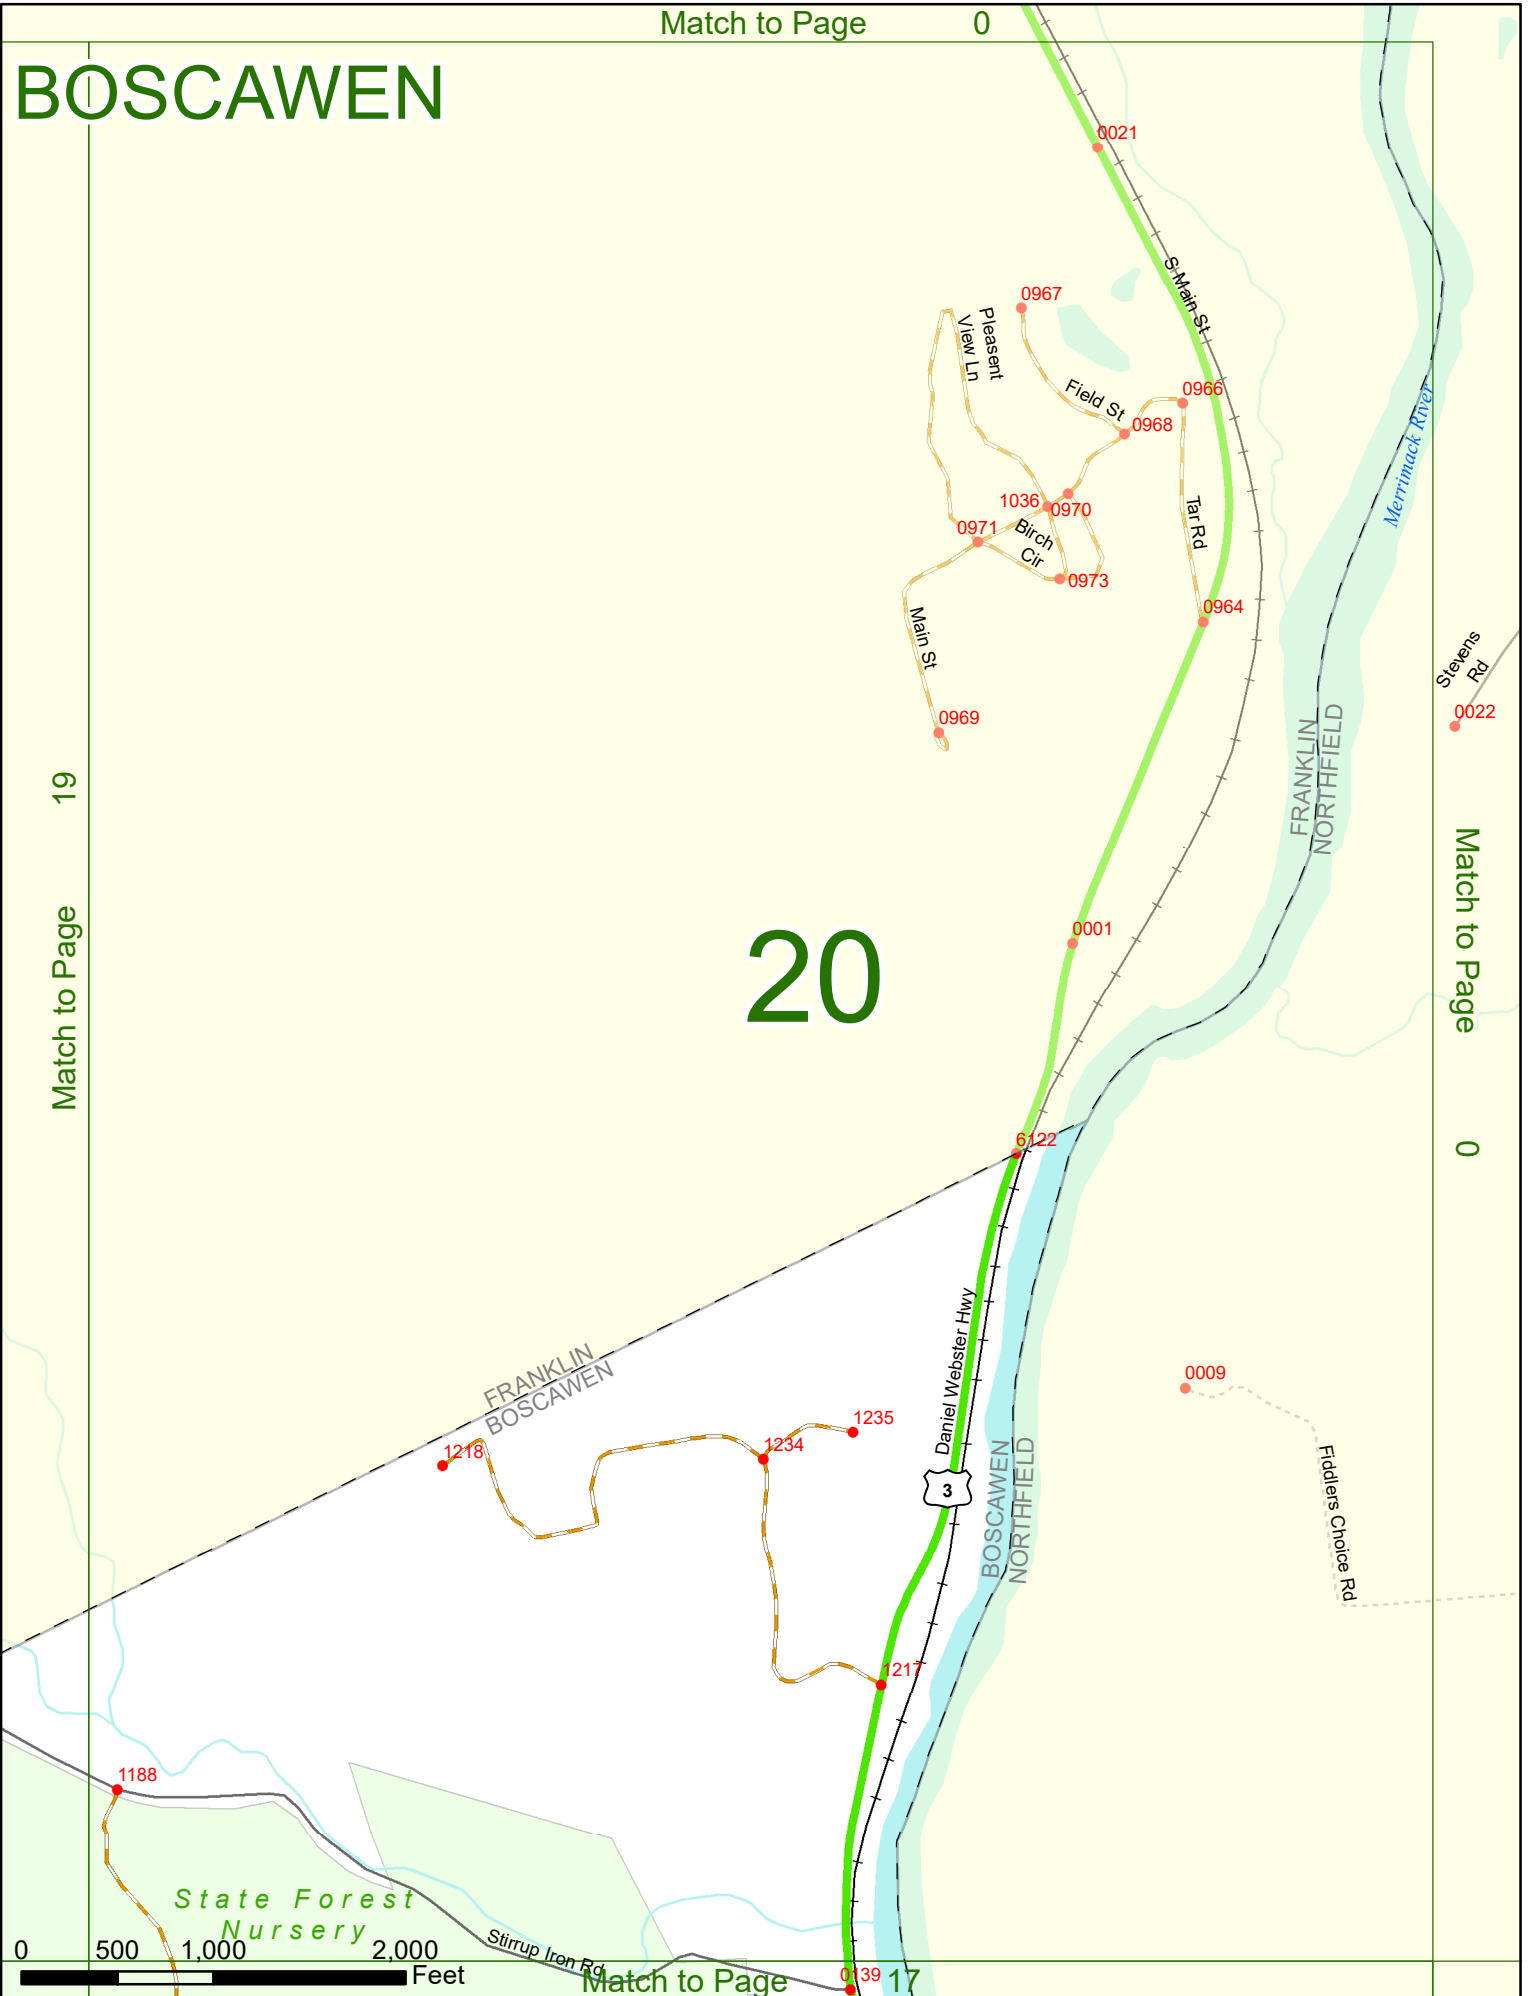 Match to Page 0
BOSCAWEN
0021
S Main St
0967
Pleasent
View Ln
Field St
0966
0968
Merrimack River
1036
0970
0971
Birch
Cir
Tar Rd
0973
0964
Main St
Stevens
Rd
0969
0022
FRANKLIN
NORTHFIELD
Match to Page 19
Match to Page 0
20
0001
6122
Daniel Webster Hwy
FRANKLIN
BOSCAWEN
0009
1235
1234
1218
3
BOSCAWEN
NORTHFIELD
Fiddlers Choice Rd
1217
1188
State Forest
Nursery
Stirrup Iron Rd
0 500 1,000 2,000
Feet
0139
Match to Page 17